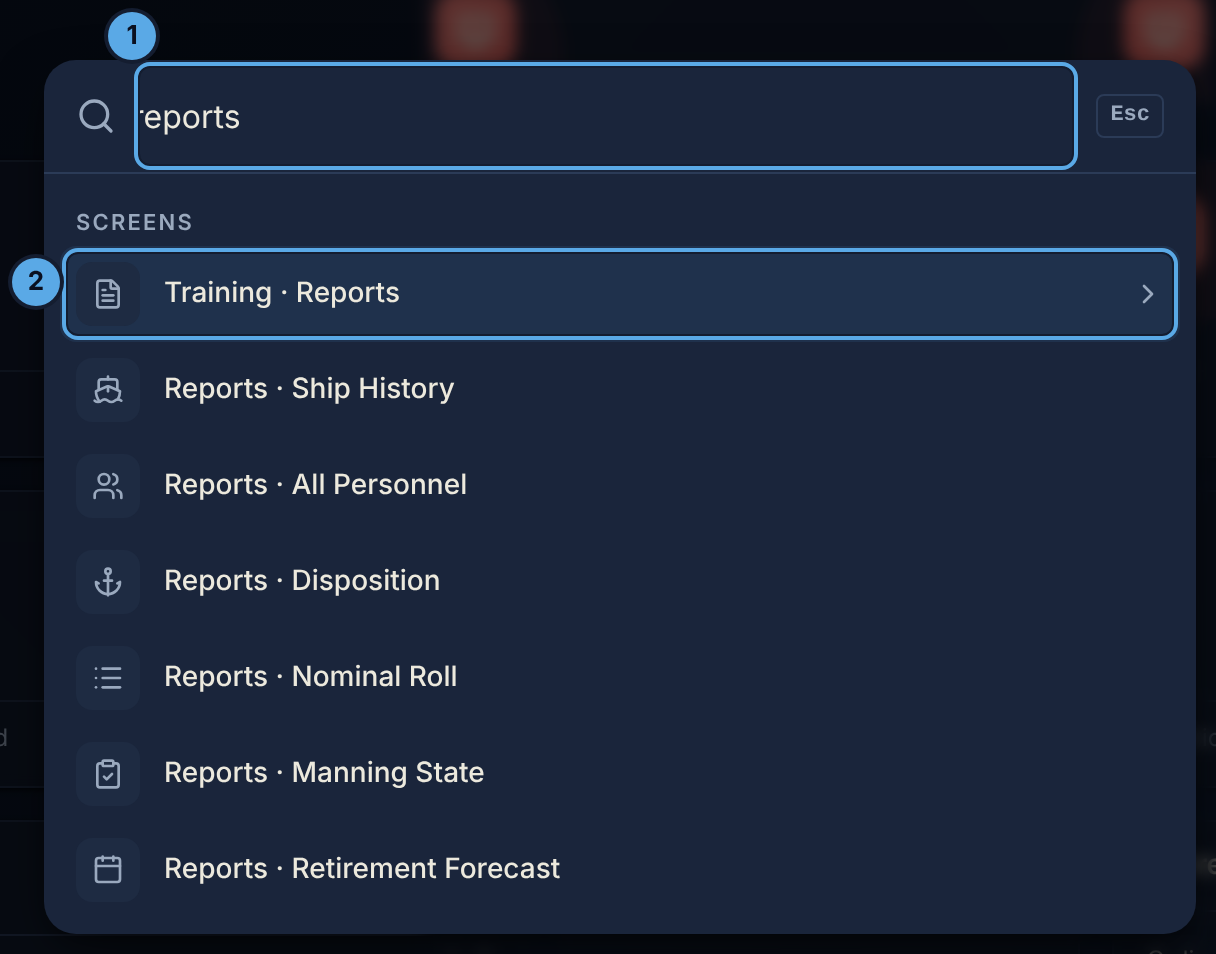 1
reports
Esc
SCREENS
2
Training · Reports
Reports · Ship History
Reports · All Personnel
Reports · Disposition
Reports · Nominal Roll
Reports · Manning State
Reports · Retirement Forecast